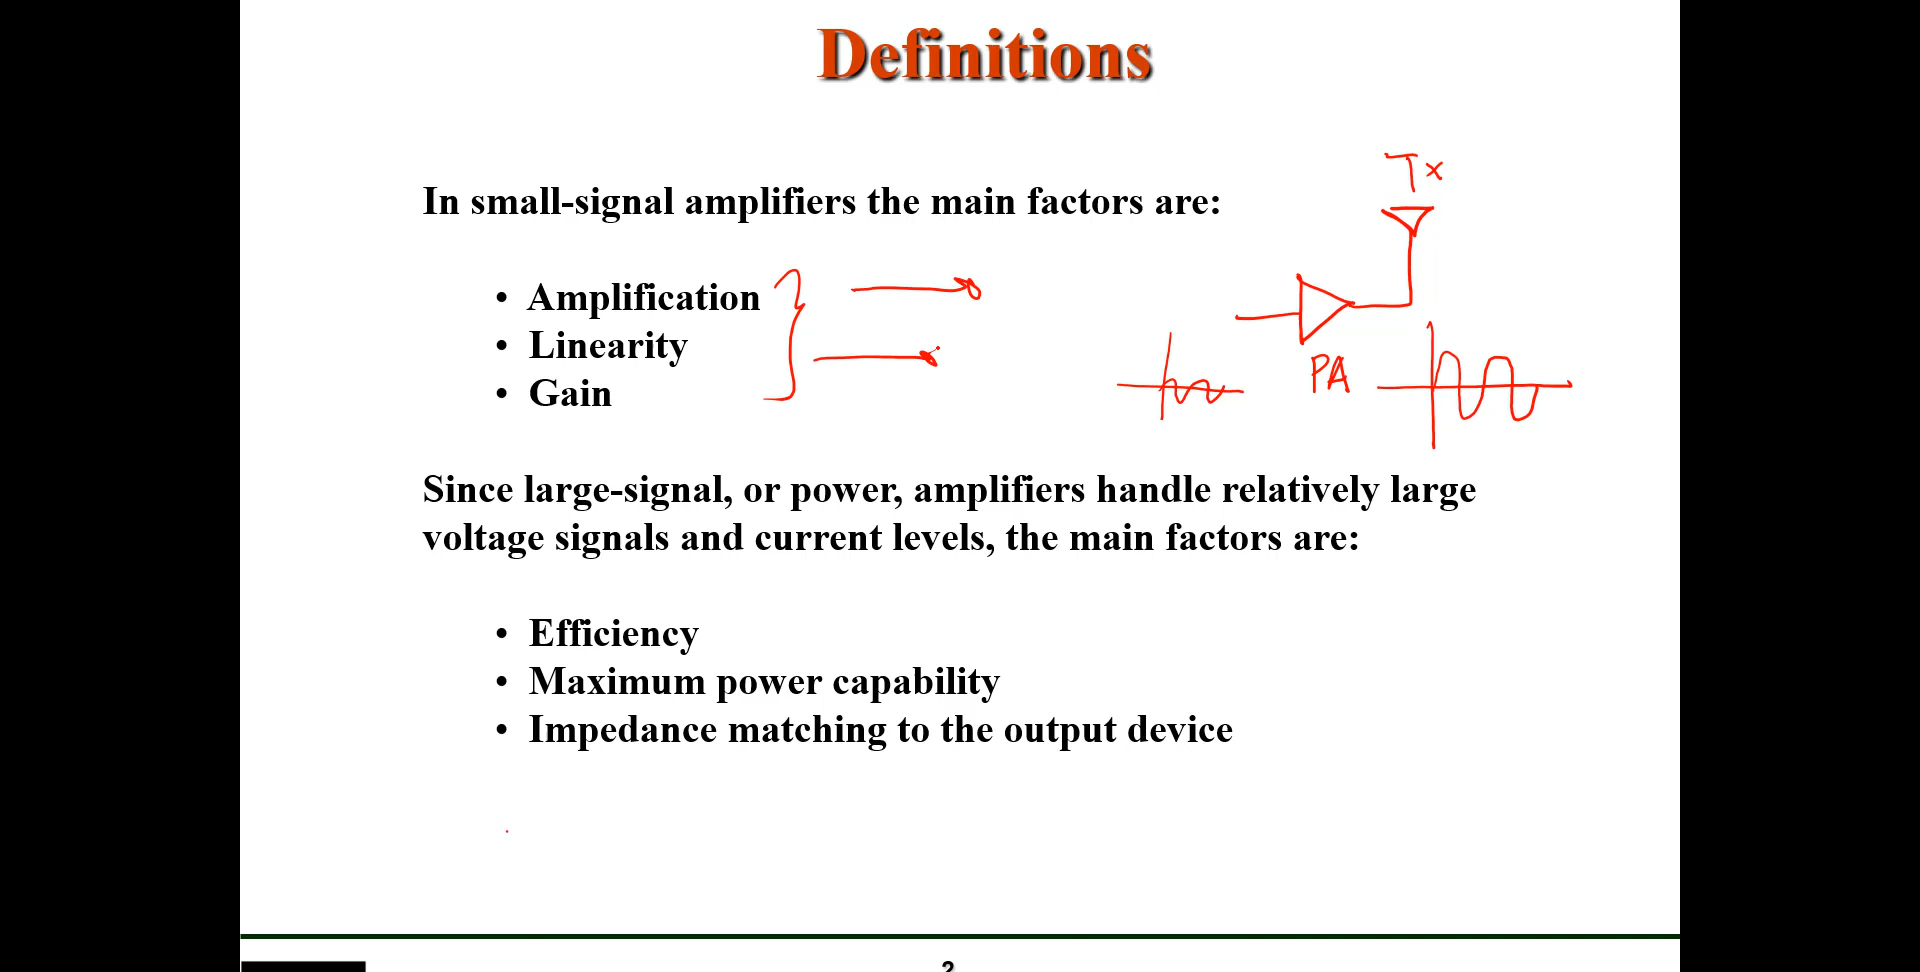 Definitions
Tx
In small-signal amplifiers the main factors are:
• Amplification
• Linearity
• Gain
PA
Since large-signal, or power, amplifiers handle relatively large
voltage signals and current levels, the main factors are:
• Efficiency
• Maximum power capability
• Impedance matching to the output device
2